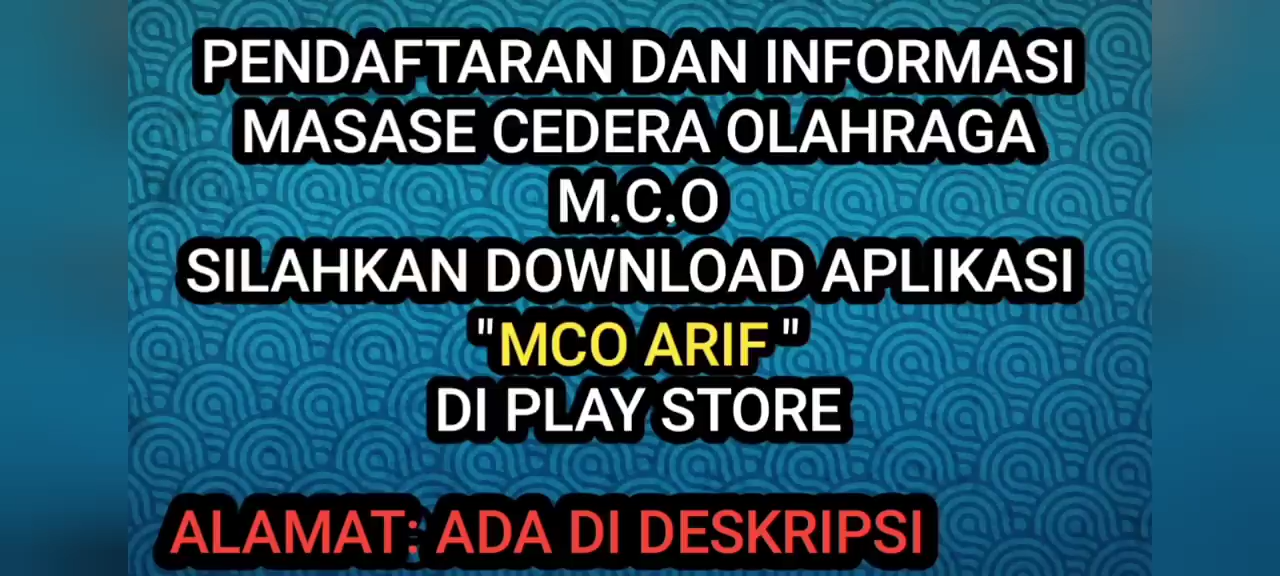 PENDAFTARAN DAN INFORMASI
MASASE CEDERA OLAHRAGA
M.C.O
SILAHKAN DOWNLOAD APLIKASI
"MCO ARIF "
DI PLAY STORE
ALAMAT: ADA DI DESKRIPSI